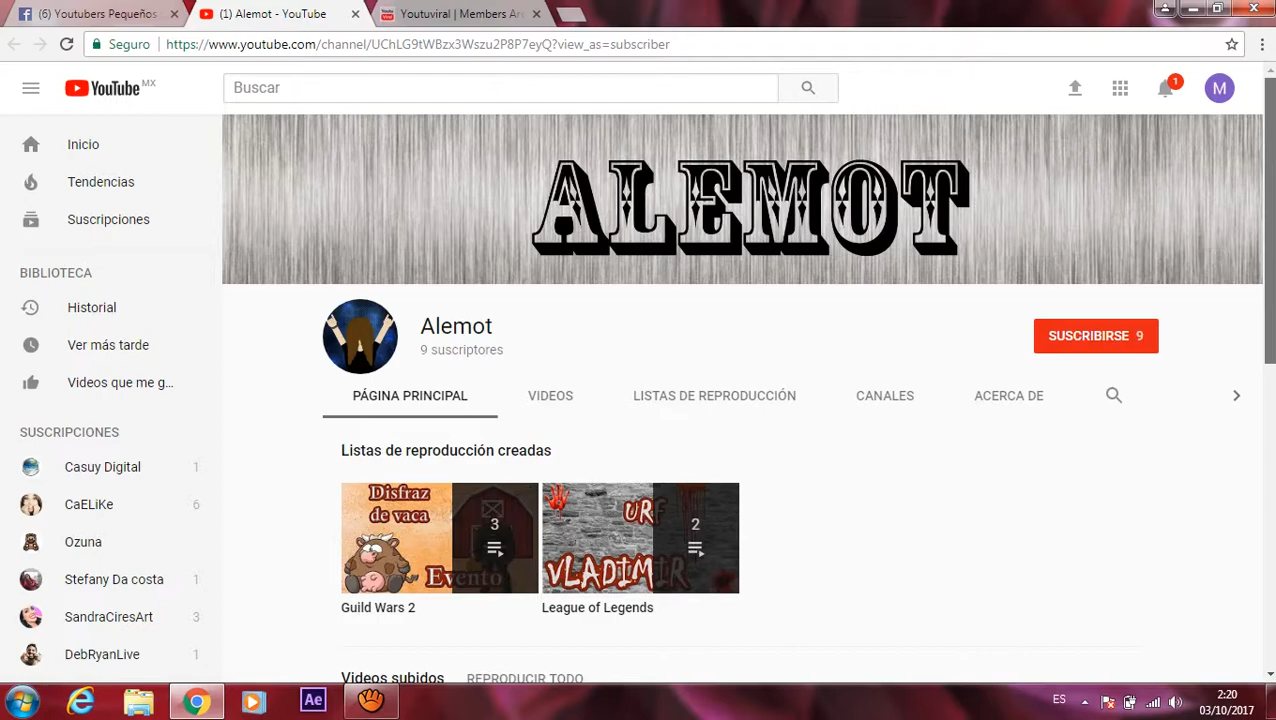 (6) Youtubers Pequeños
(1) Alemot - YouTube
Youtuviral | Members Ar
Seguro
https://www.youtube.com/channel/UChLG9tWBzx3Wszu2P8P7eyQ?view_as=subscriber
YouTube MX
Buscar
1
M
Inicio
Tendencias
Suscripciones
BIBLIOTECA
Historial
Ver más tarde
Videos que me g...
SUSCRIPCIONES
Casuy Digital 1
CaELiKe 6
Ozuna
Stefany Da costa 1
SandraCiresArt 3
DebRyanLive 1
ALEMOT
Alemot
9 suscriptores
SUSCRIBIRSE 9
PÁGINA PRINCIPAL
VIDEOS
LISTAS DE REPRODUCCIÓN
CANALES
ACERCA DE
Listas de reproducción creadas
Disfraz
de vaca
Evento
3
Guild Wars 2
URF
VLADIMIR
2
League of Legends
Videos subidos
REPRODUCIR TODO
Ae
ES
2:20
03/10/2017